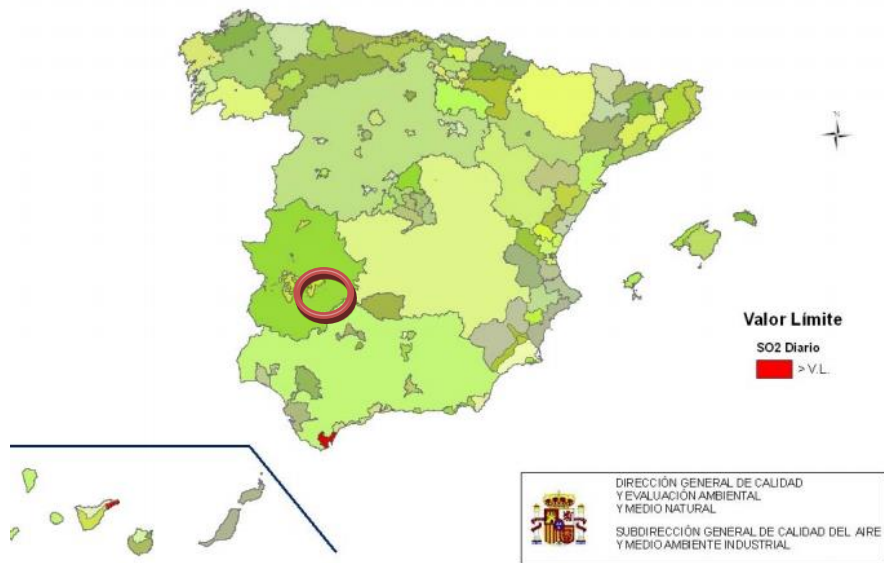 Valor Límite
SO2 Diario
> V.L.
DIRECCIÓN GENERAL DE CALIDAD
Y EVALUACIÓN AMBIENTAL
Y MEDIO NATURAL
SUBDIRECCIÓN GENERAL DE CALIDAD DEL AIRE
Y MEDIO AMBIENTE INDUSTRIAL